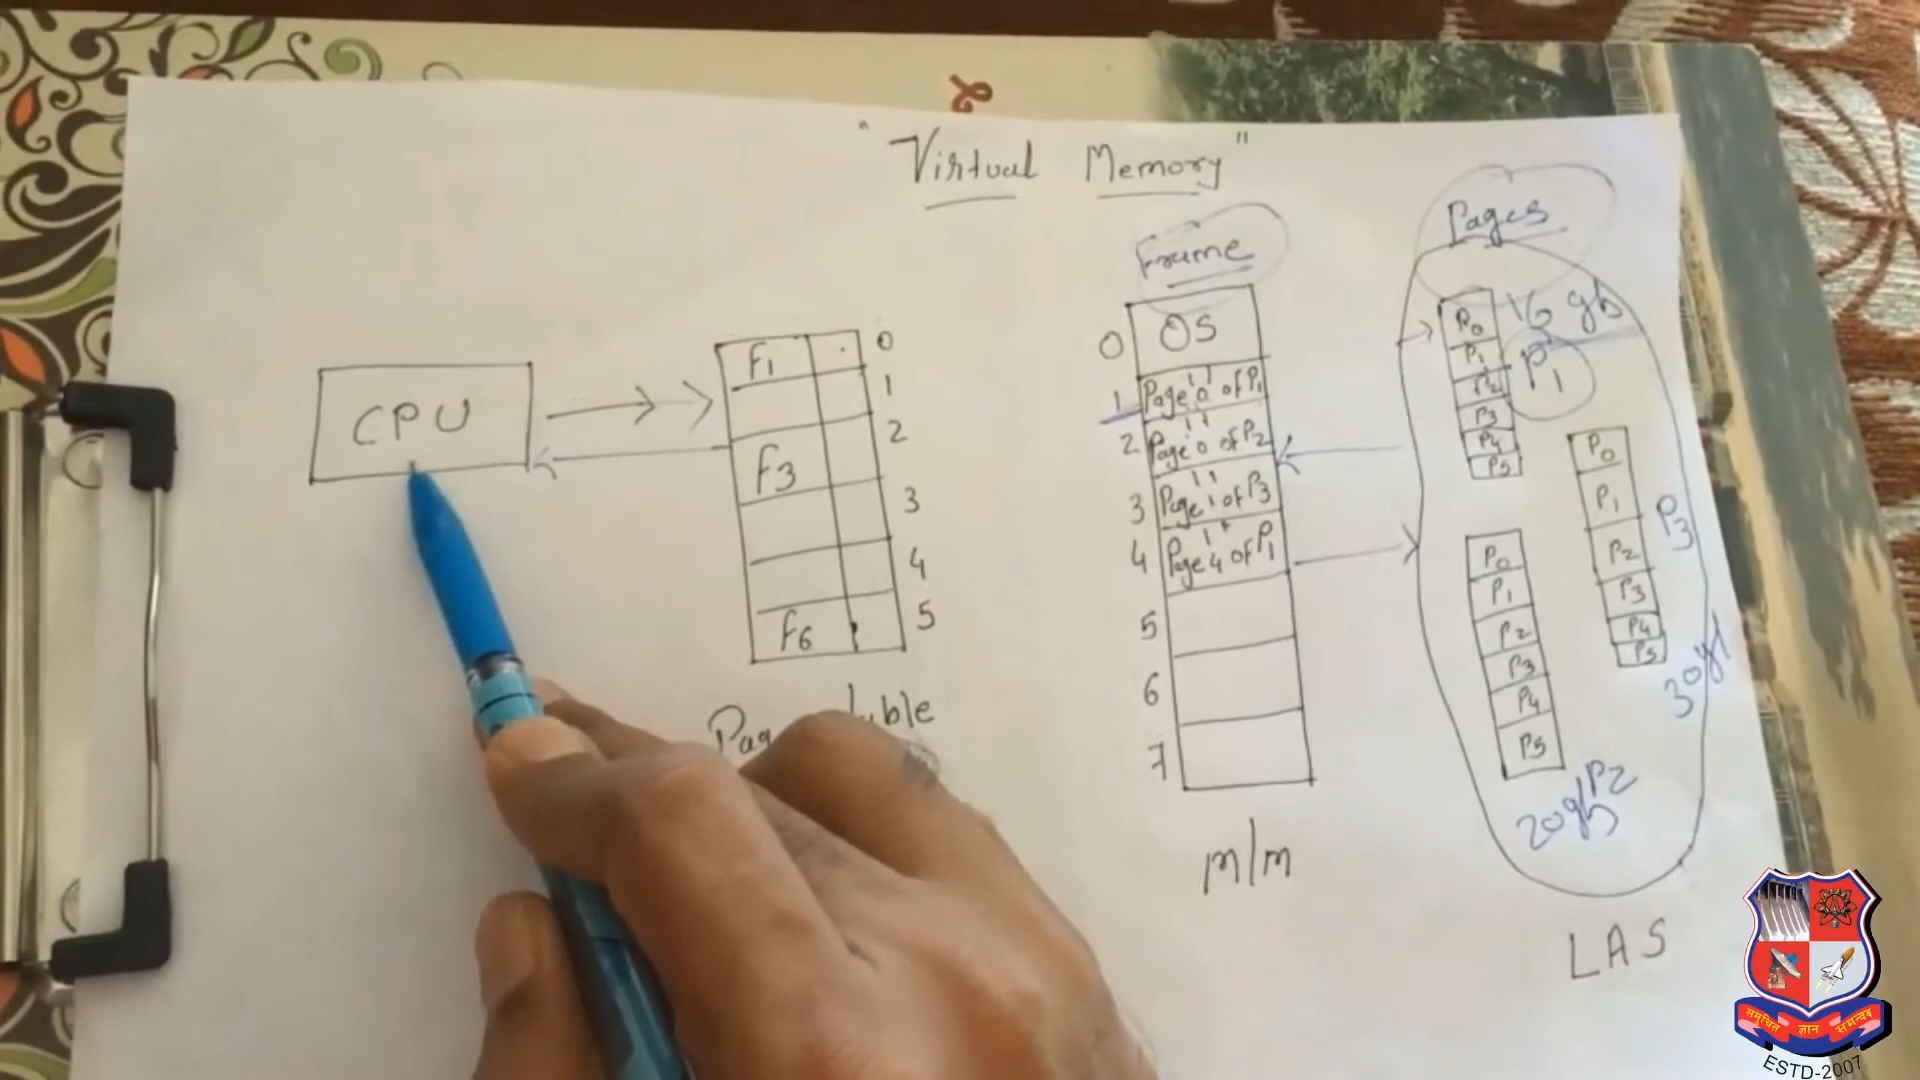 "Virtual Memory"
CPU
F1 0
1
2
F3
3
4
F6 5
Frame
0 OS
1 Page 0 of P1
2 Page 0 of P2
3 Page 1 of P3
4 Page 4 of P1
5
6
7
m/m
Pages
P0 16 gb
P1
P2
P3
P4
P5
P1
P0
P1
P2
P3
P4
P5
P3
30gb
P0
P1
P2
P3
P4
P5
P2
20gb
LAS
समुचित ज्ञान समन्वय
ESTD-2007